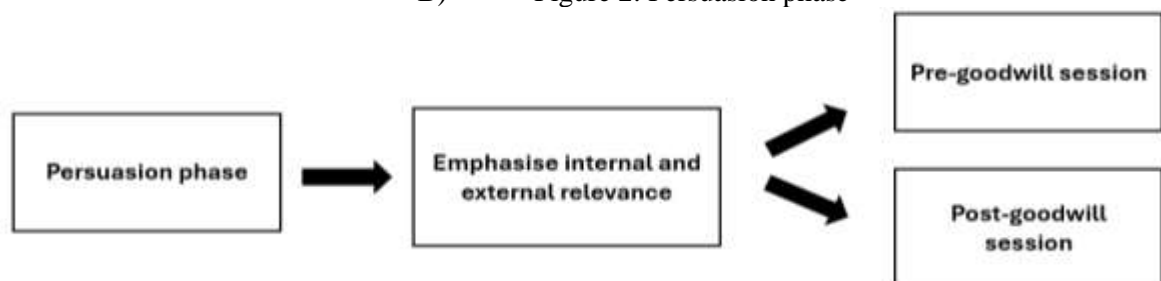 B) Figure 2: Persuasion phase
Pre-goodwill session
Persuasion phase
Emphasise internal and
external relevance
Post-goodwill
session